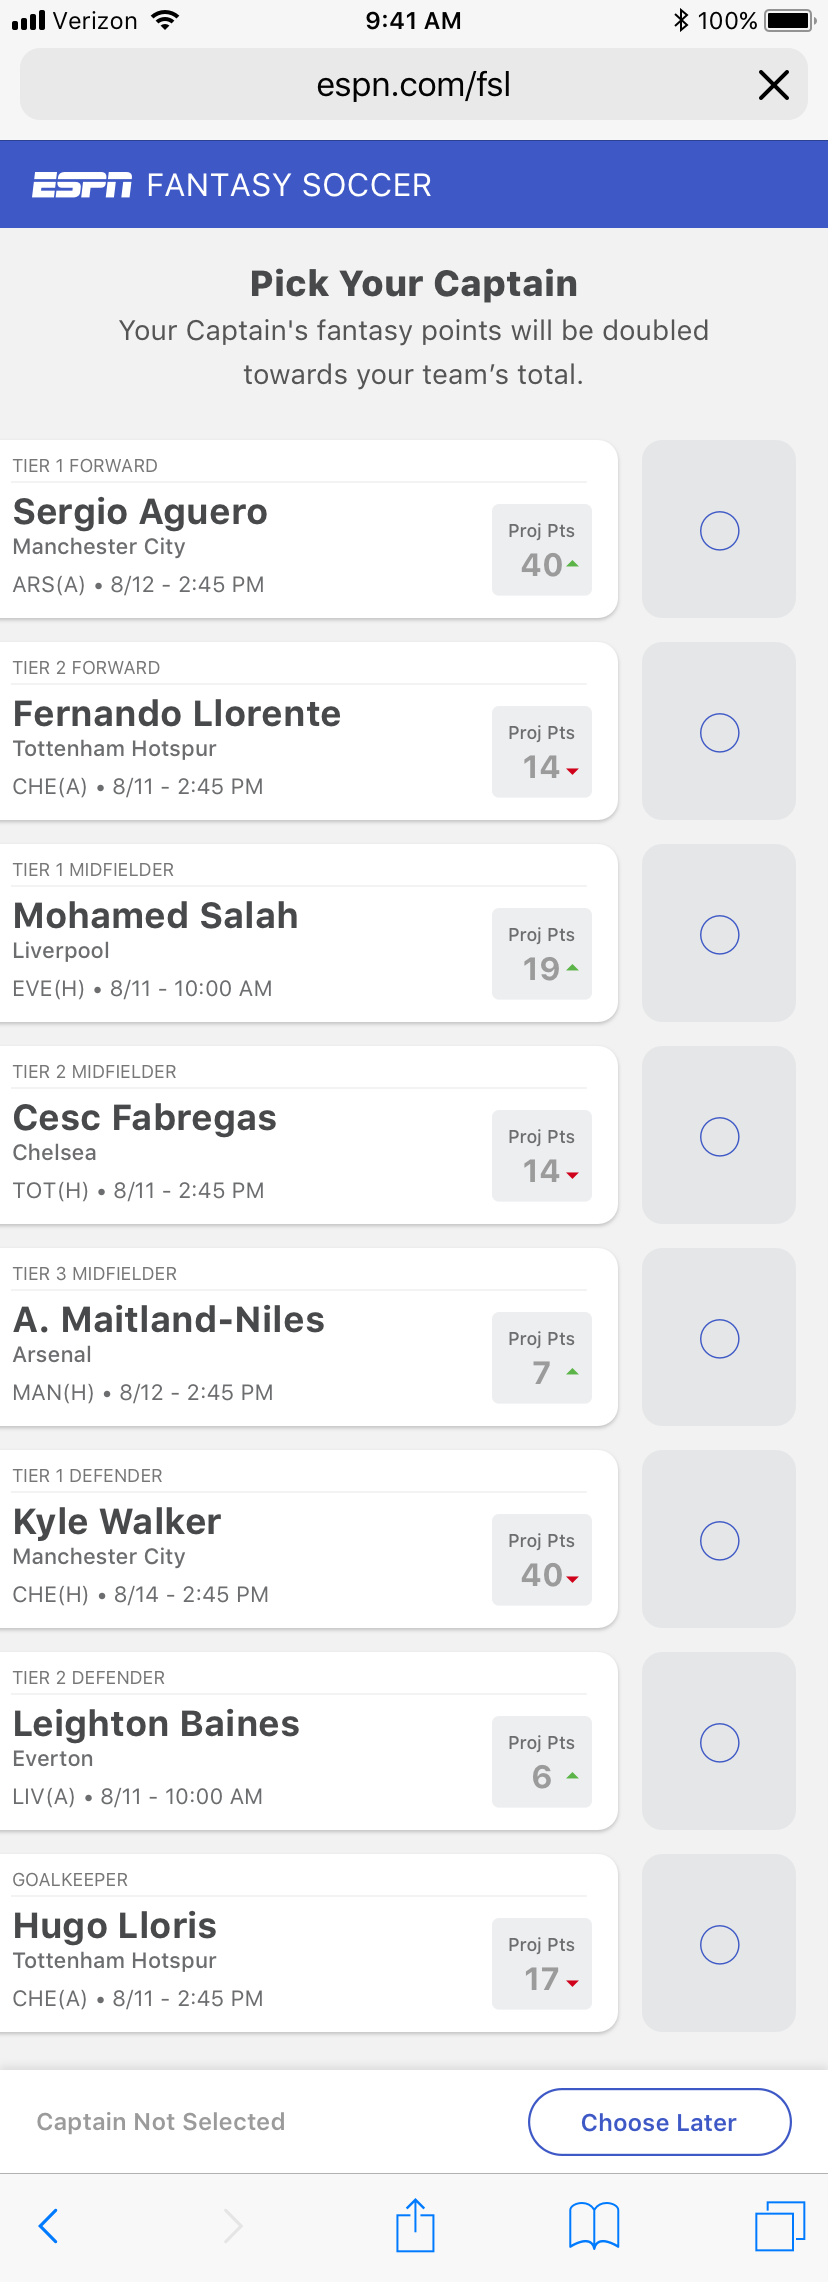 Verizon 9:41 AM 100%
espn.com/fsl
ESPN FANTASY SOCCER
Pick Your Captain
Your Captain's fantasy points will be doubled
towards your team’s total.
TIER 1 FORWARD
Sergio Aguero
Manchester City
ARS(A) • 8/12 - 2:45 PM
Proj Pts
40
TIER 2 FORWARD
Fernando Llorente
Tottenham Hotspur
CHE(A) • 8/11 - 2:45 PM
Proj Pts
14
TIER 1 MIDFIELDER
Mohamed Salah
Liverpool
EVE(H) • 8/11 - 10:00 AM
Proj Pts
19
TIER 2 MIDFIELDER
Cesc Fabregas
Chelsea
TOT(H) • 8/11 - 2:45 PM
Proj Pts
14
TIER 3 MIDFIELDER
A. Maitland-Niles
Arsenal
MAN(H) • 8/12 - 2:45 PM
Proj Pts
7
TIER 1 DEFENDER
Kyle Walker
Manchester City
CHE(H) • 8/14 - 2:45 PM
Proj Pts
40
TIER 2 DEFENDER
Leighton Baines
Everton
LIV(A) • 8/11 - 10:00 AM
Proj Pts
6
GOALKEEPER
Hugo Lloris
Tottenham Hotspur
CHE(A) • 8/11 - 2:45 PM
Proj Pts
17
Captain Not Selected
Choose Later